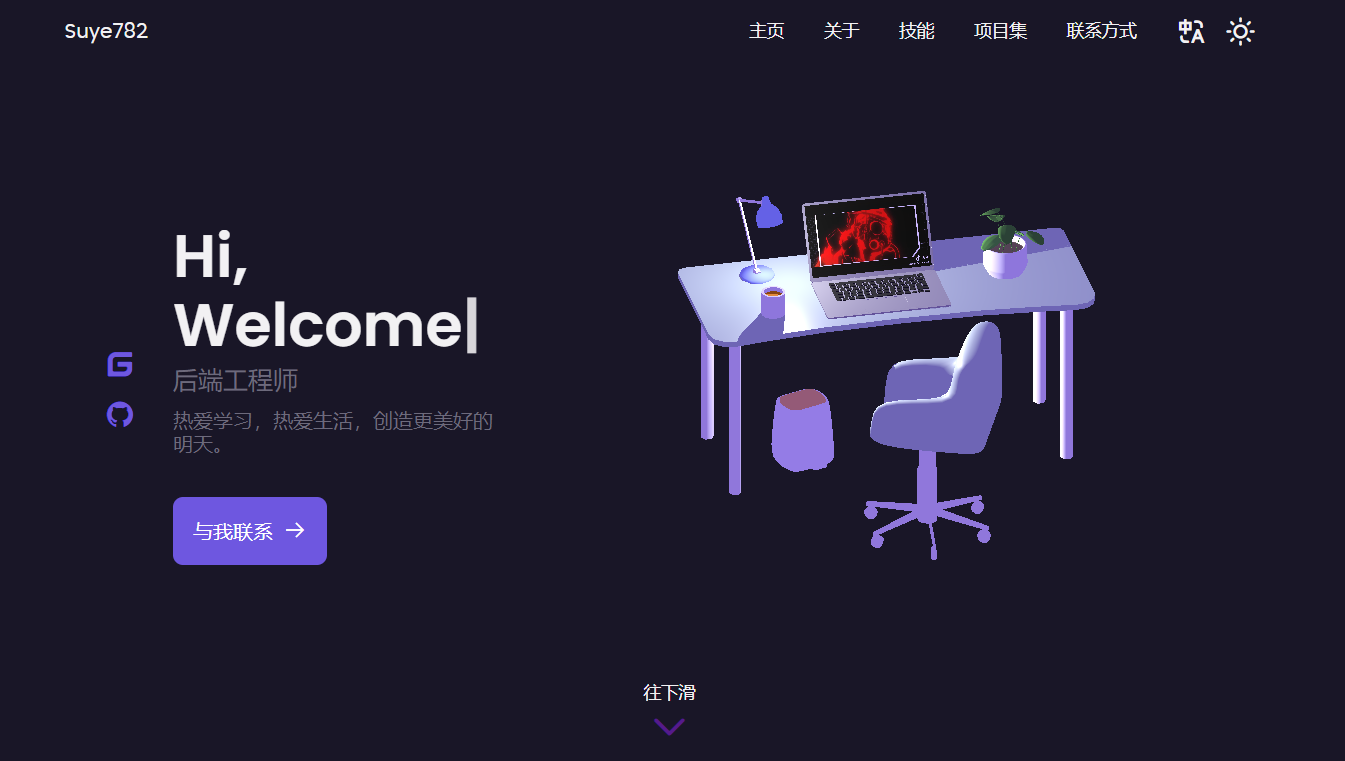 Suye782
主页
关于
技能
项目集
联系方式
Hi,
Welcome|
后端工程师
热爱学习，热爱生活，创造更美好的
明天。
与我联系 →
往下滑